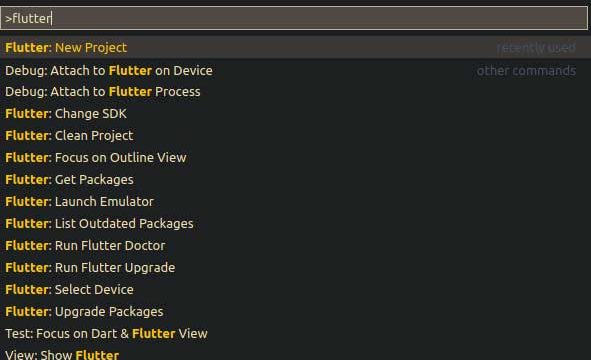 >flutter
Flutter: New Project recently used
Debug: Attach to Flutter on Device other commands
Debug: Attach to Flutter Process
Flutter: Change SDK
Flutter: Clean Project
Flutter: Focus on Outline View
Flutter: Get Packages
Flutter: Launch Emulator
Flutter: List Outdated Packages
Flutter: Run Flutter Doctor
Flutter: Run Flutter Upgrade
Flutter: Select Device
Flutter: Upgrade Packages
Test: Focus on Dart & Flutter View
View: Show Flutter